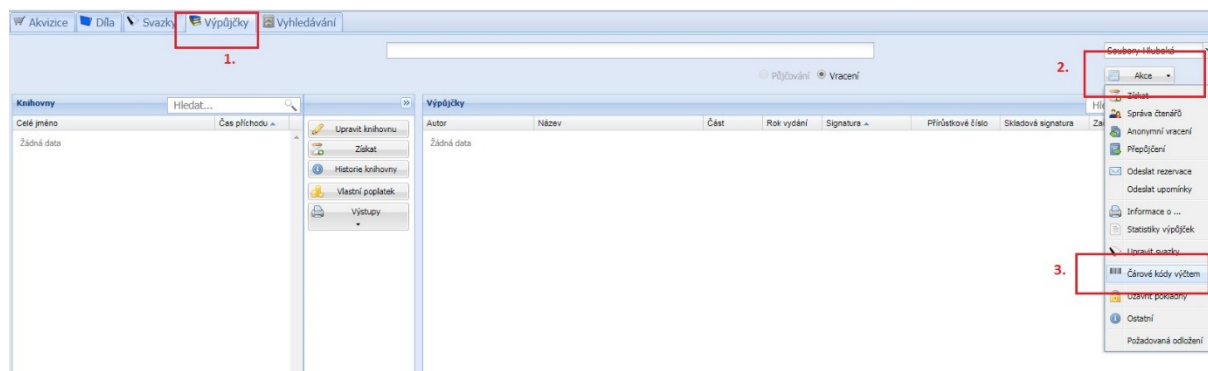 Akvizice Díla Svazky Výpůjčky Vyhledávání
1.
Soubory Hluboká
2.
Půjčování Vracení
Akce
Knihovny Hledat...
Celé jméno Čas příchodu
Žádná data
Upravit knihovnu
Získat
Historie knihovny
Vlastní poplatek
Výstupy
Výpůjčky
Autor Název Část Rok vydání Signatura Přírůstkové číslo Skladová signatura
Žádná data
Získat
Správa čtenářů
Anonymní vracení
Přepůjčení
Odeslat rezervace
Odeslat upomínky
Informace o ...
Statistiky výpůjček
Upravit svazky
3.
Čárové kódy výčtem
Uzavřít pokladny
Ostatní
Požadovaná odložení